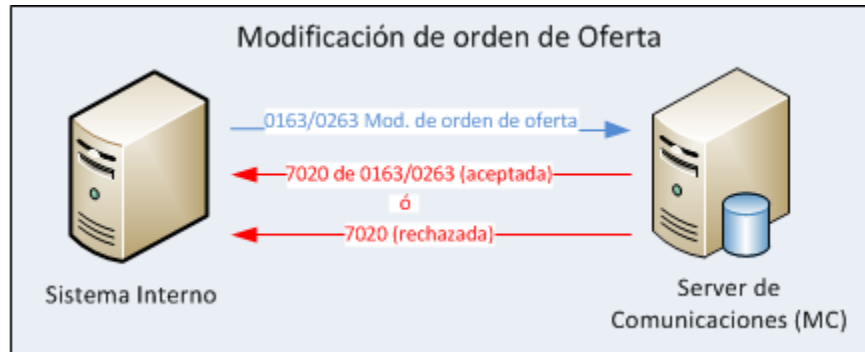 Modificación de orden de Oferta
0163/0263 Mod. de orden de oferta
7020 de 0163/0263 (aceptada)
ó
7020 (rechazada)
Sistema Interno
Server de
Comunicaciones (MC)